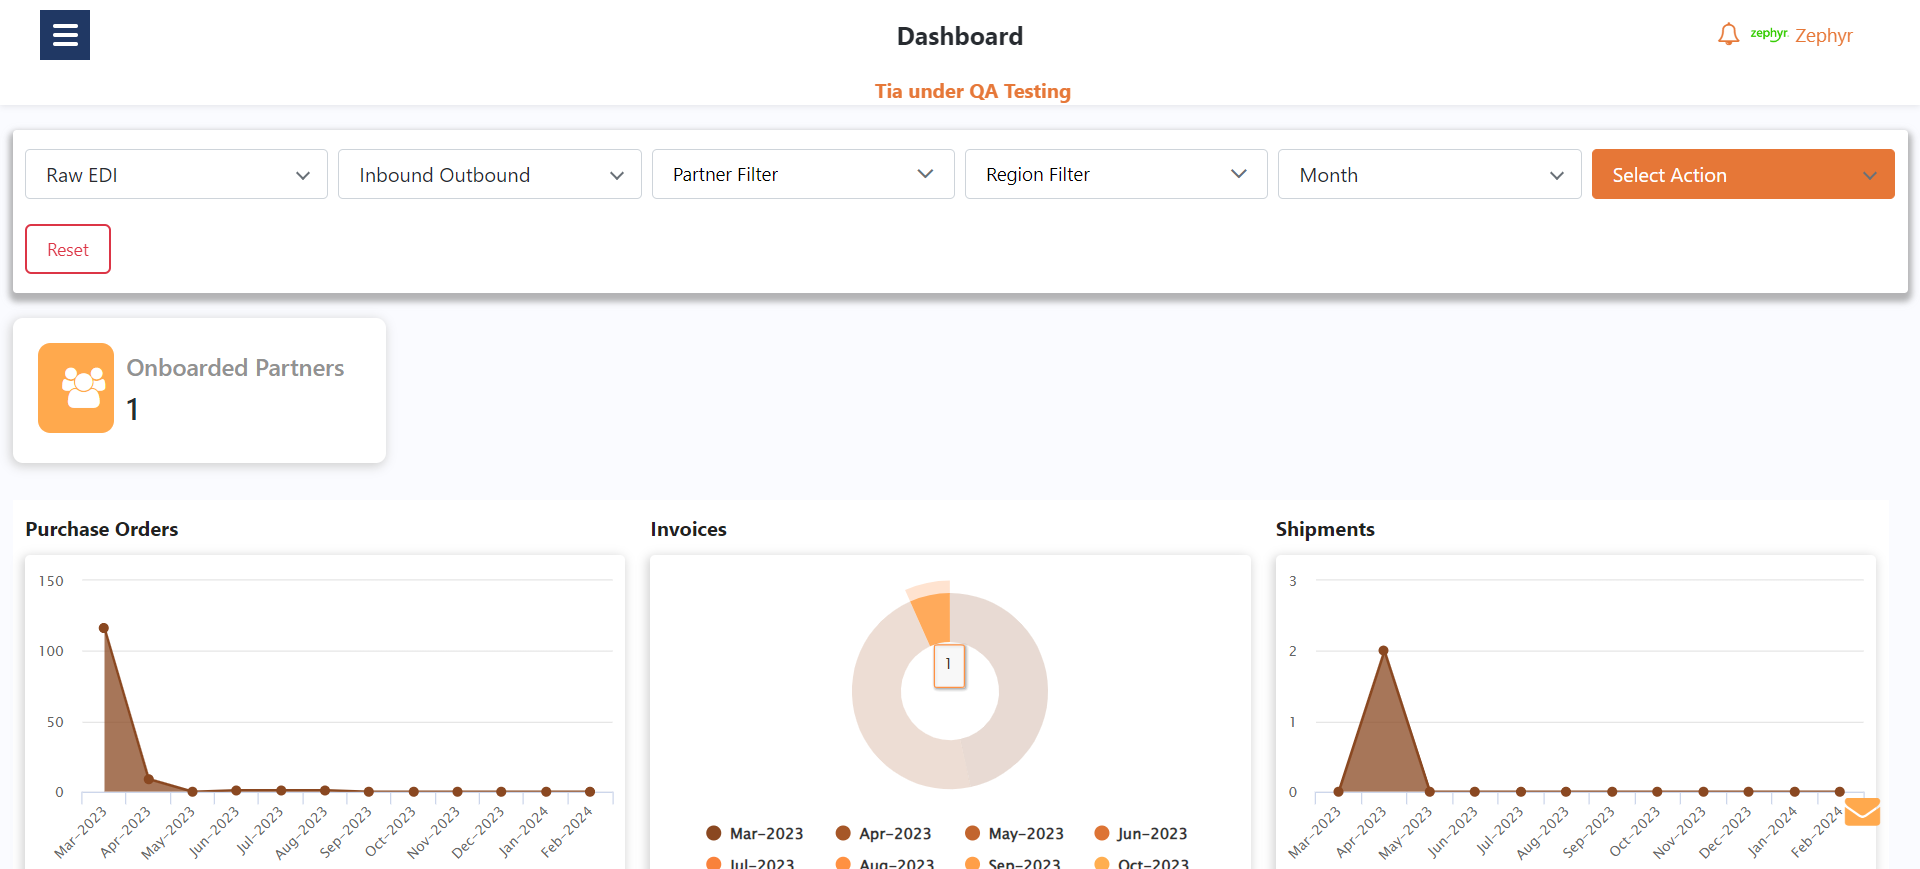 Dashboard
zephyr Zephyr
Tia under QA Testing
Raw EDI
Inbound Outbound
Partner Filter
Region Filter
Month
Select Action
Reset
Onboarded Partners
1
Purchase Orders
150
100
50
0
Mar-2023
Apr-2023
May-2023
Jun-2023
Jul-2023
Aug-2023
Sep-2023
Oct-2023
Nov-2023
Dec-2023
Jan-2024
Feb-2024
Invoices
1
Mar-2023
Apr-2023
May-2023
Jun-2023
Jul-2023
Aug-2023
Sep-2023
Oct-2023
Shipments
3
2
1
0
Mar-2023
Apr-2023
May-2023
Jun-2023
Jul-2023
Aug-2023
Sep-2023
Oct-2023
Nov-2023
Dec-2023
Jan-2024
Feb-2024